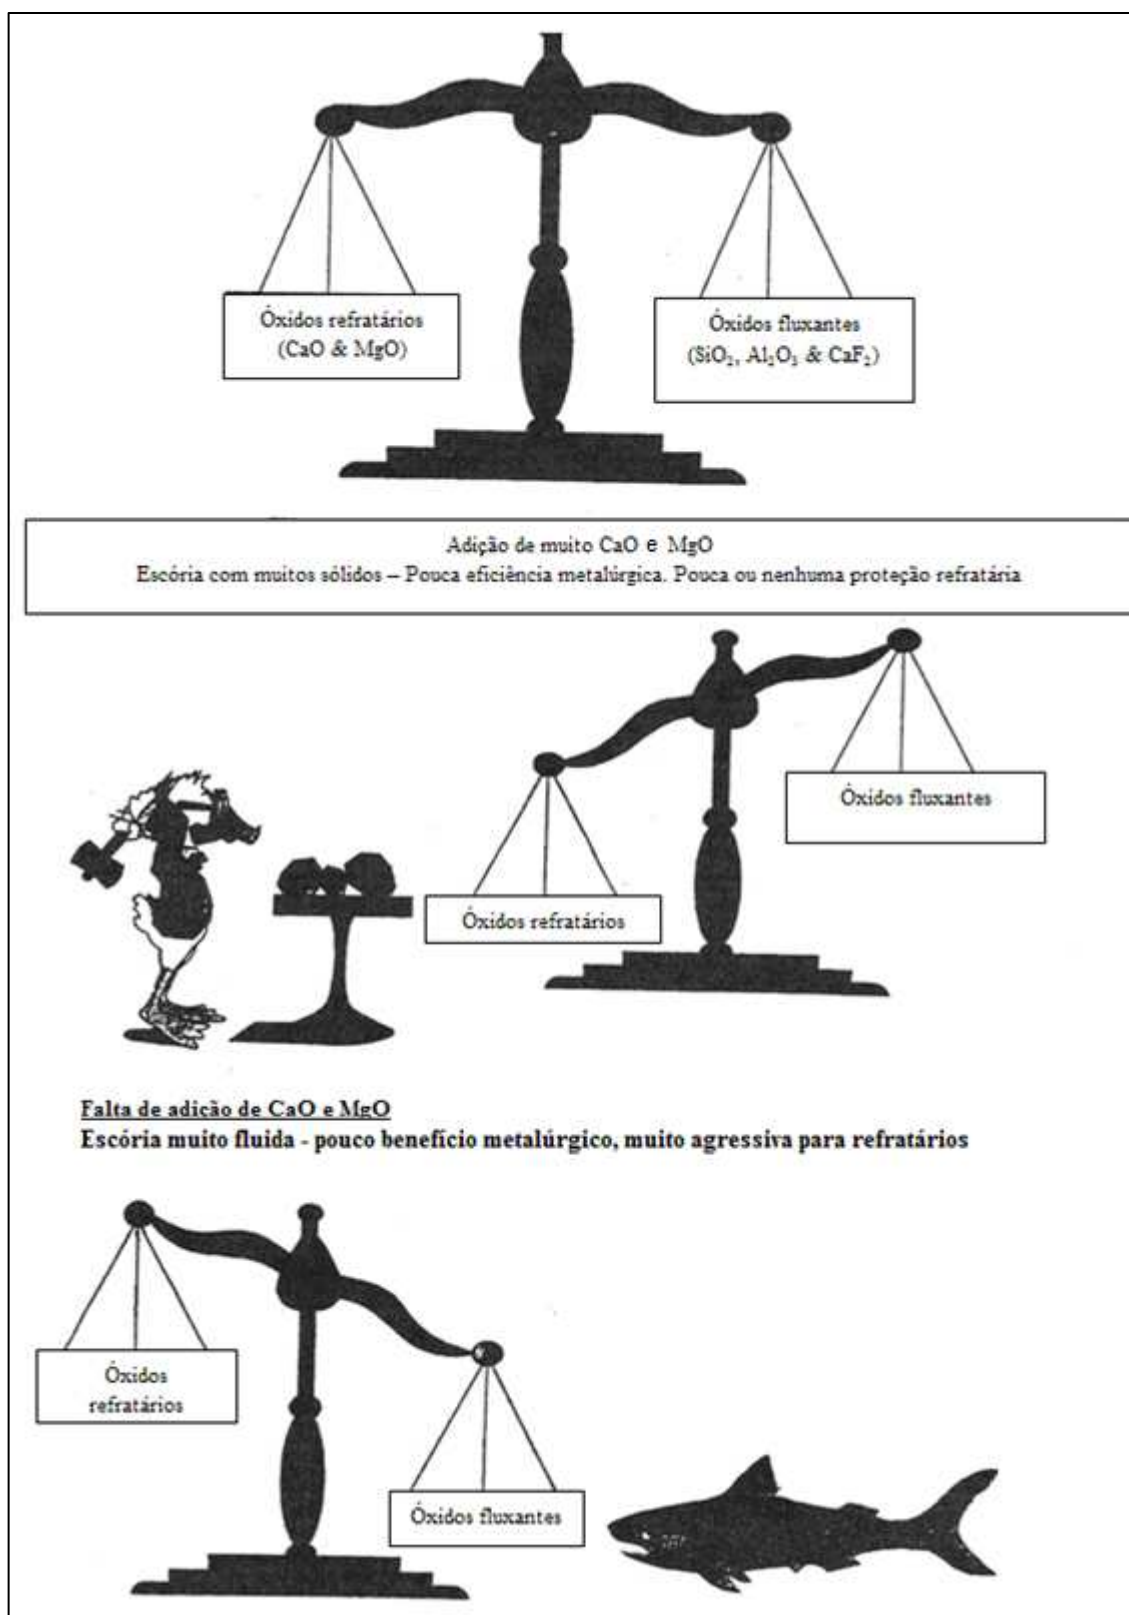 Óxidos refratários
(CaO & MgO)
Óxidos fluxantes
(SiO₂, Al₂O₃ & CaF₂)
Adição de muito CaO e MgO
Escória com muitos sólidos – Pouca eficiência metalúrgica. Pouca ou nenhuma proteção refratária
Óxidos fluxantes
Óxidos refratários
Falta de adição de CaO e MgO
Escória muito fluida - pouco benefício metalúrgico, muito agressiva para refratários
Óxidos
refratários
Óxidos fluxantes